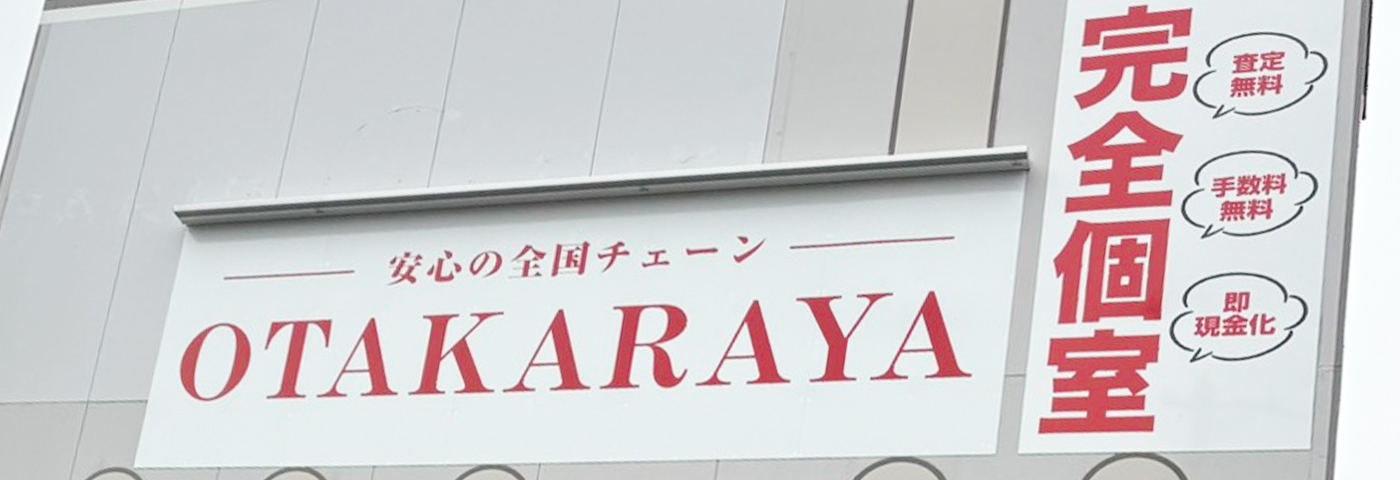 安心の全国チェーン
OTAKARAYA
完全個室
査定
無料
手数料
無料
即
現金化